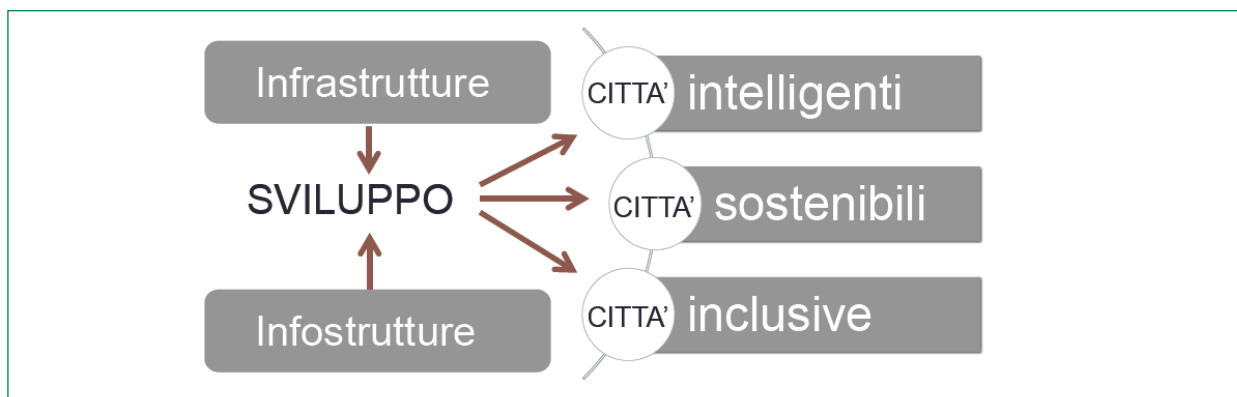 Infrastrutture
SVILUPPO
Infostrutture
CITTA' intelligenti
CITTA' sostenibili
CITTA' inclusive